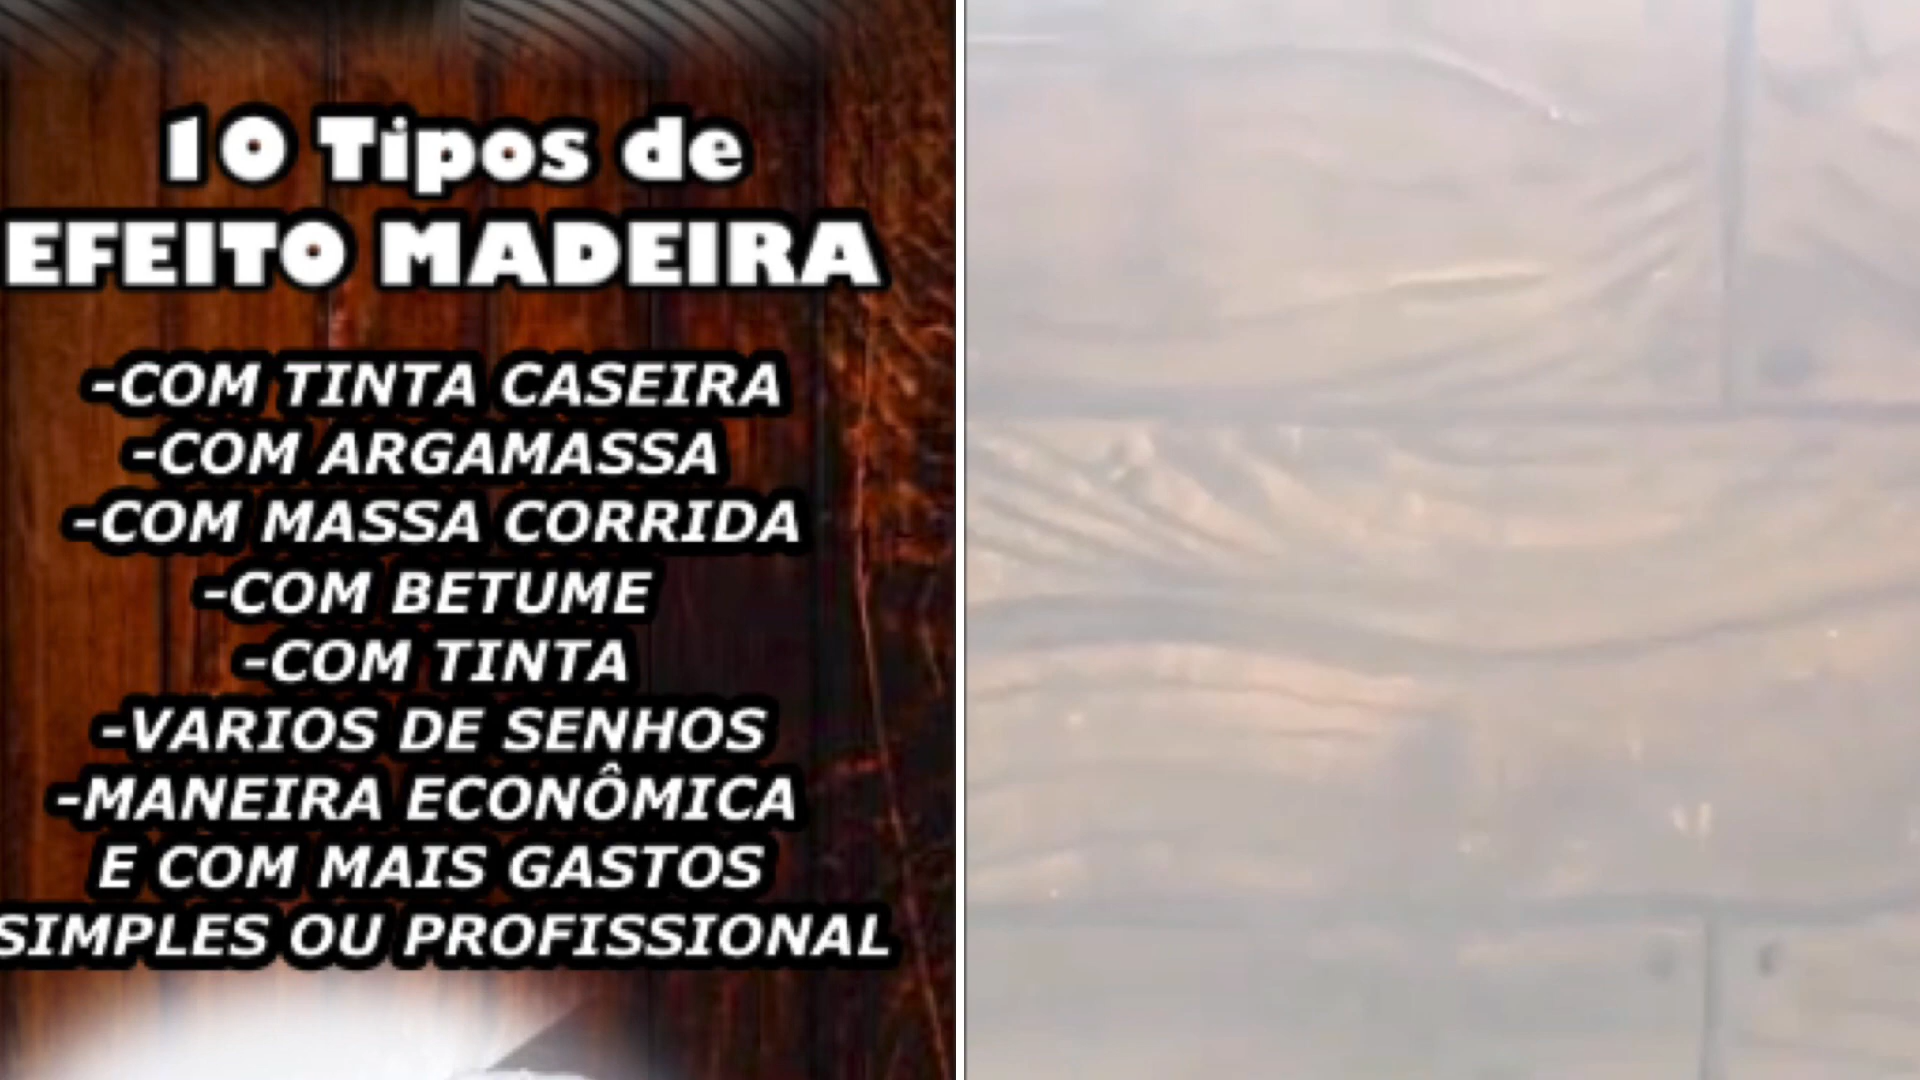 10 Tipos de
EFEITO MADEIRA
-COM TINTA CASEIRA
-COM ARGAMASSA
-COM MASSA CORRIDA
-COM BETUME
-COM TINTA
-VARIOS DE SENHOS
-MANEIRA ECONÔMICA
E COM MAIS GASTOS
SIMPLES OU PROFISSIONAL